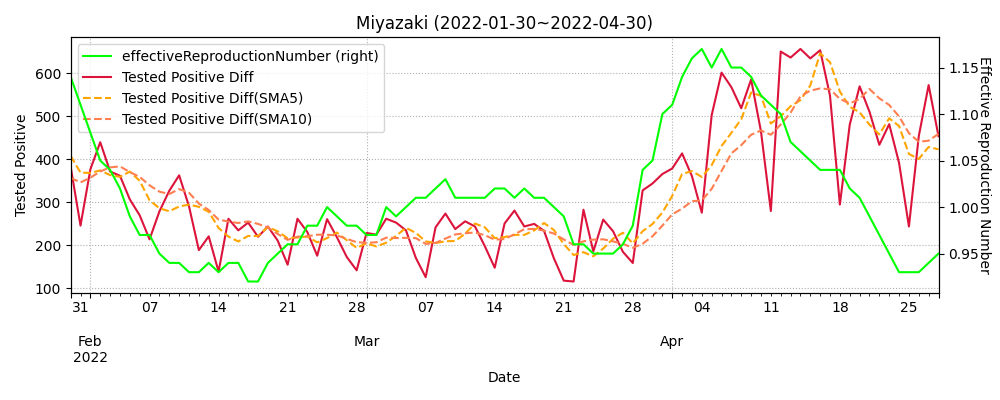 Miyazaki (2022-01-30~2022-04-30)
effectiveReproductionNumber (right)
Tested Positive Diff
Tested Positive Diff(SMA5)
Tested Positive Diff(SMA10)
Tested Positive
600
500
400
300
200
100
1.15
1.10
1.05
1.00
0.95
Effective Reproduction Number
31 07 14 21 28 07 14 21 28 04 11 18 25
Feb Mar Apr
2022
Date